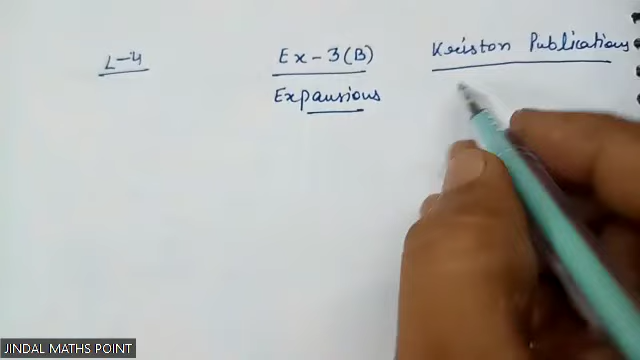 L-4
Ex-3(B)
Kriston Publications
Expansions
JINDAL MATHS POINT